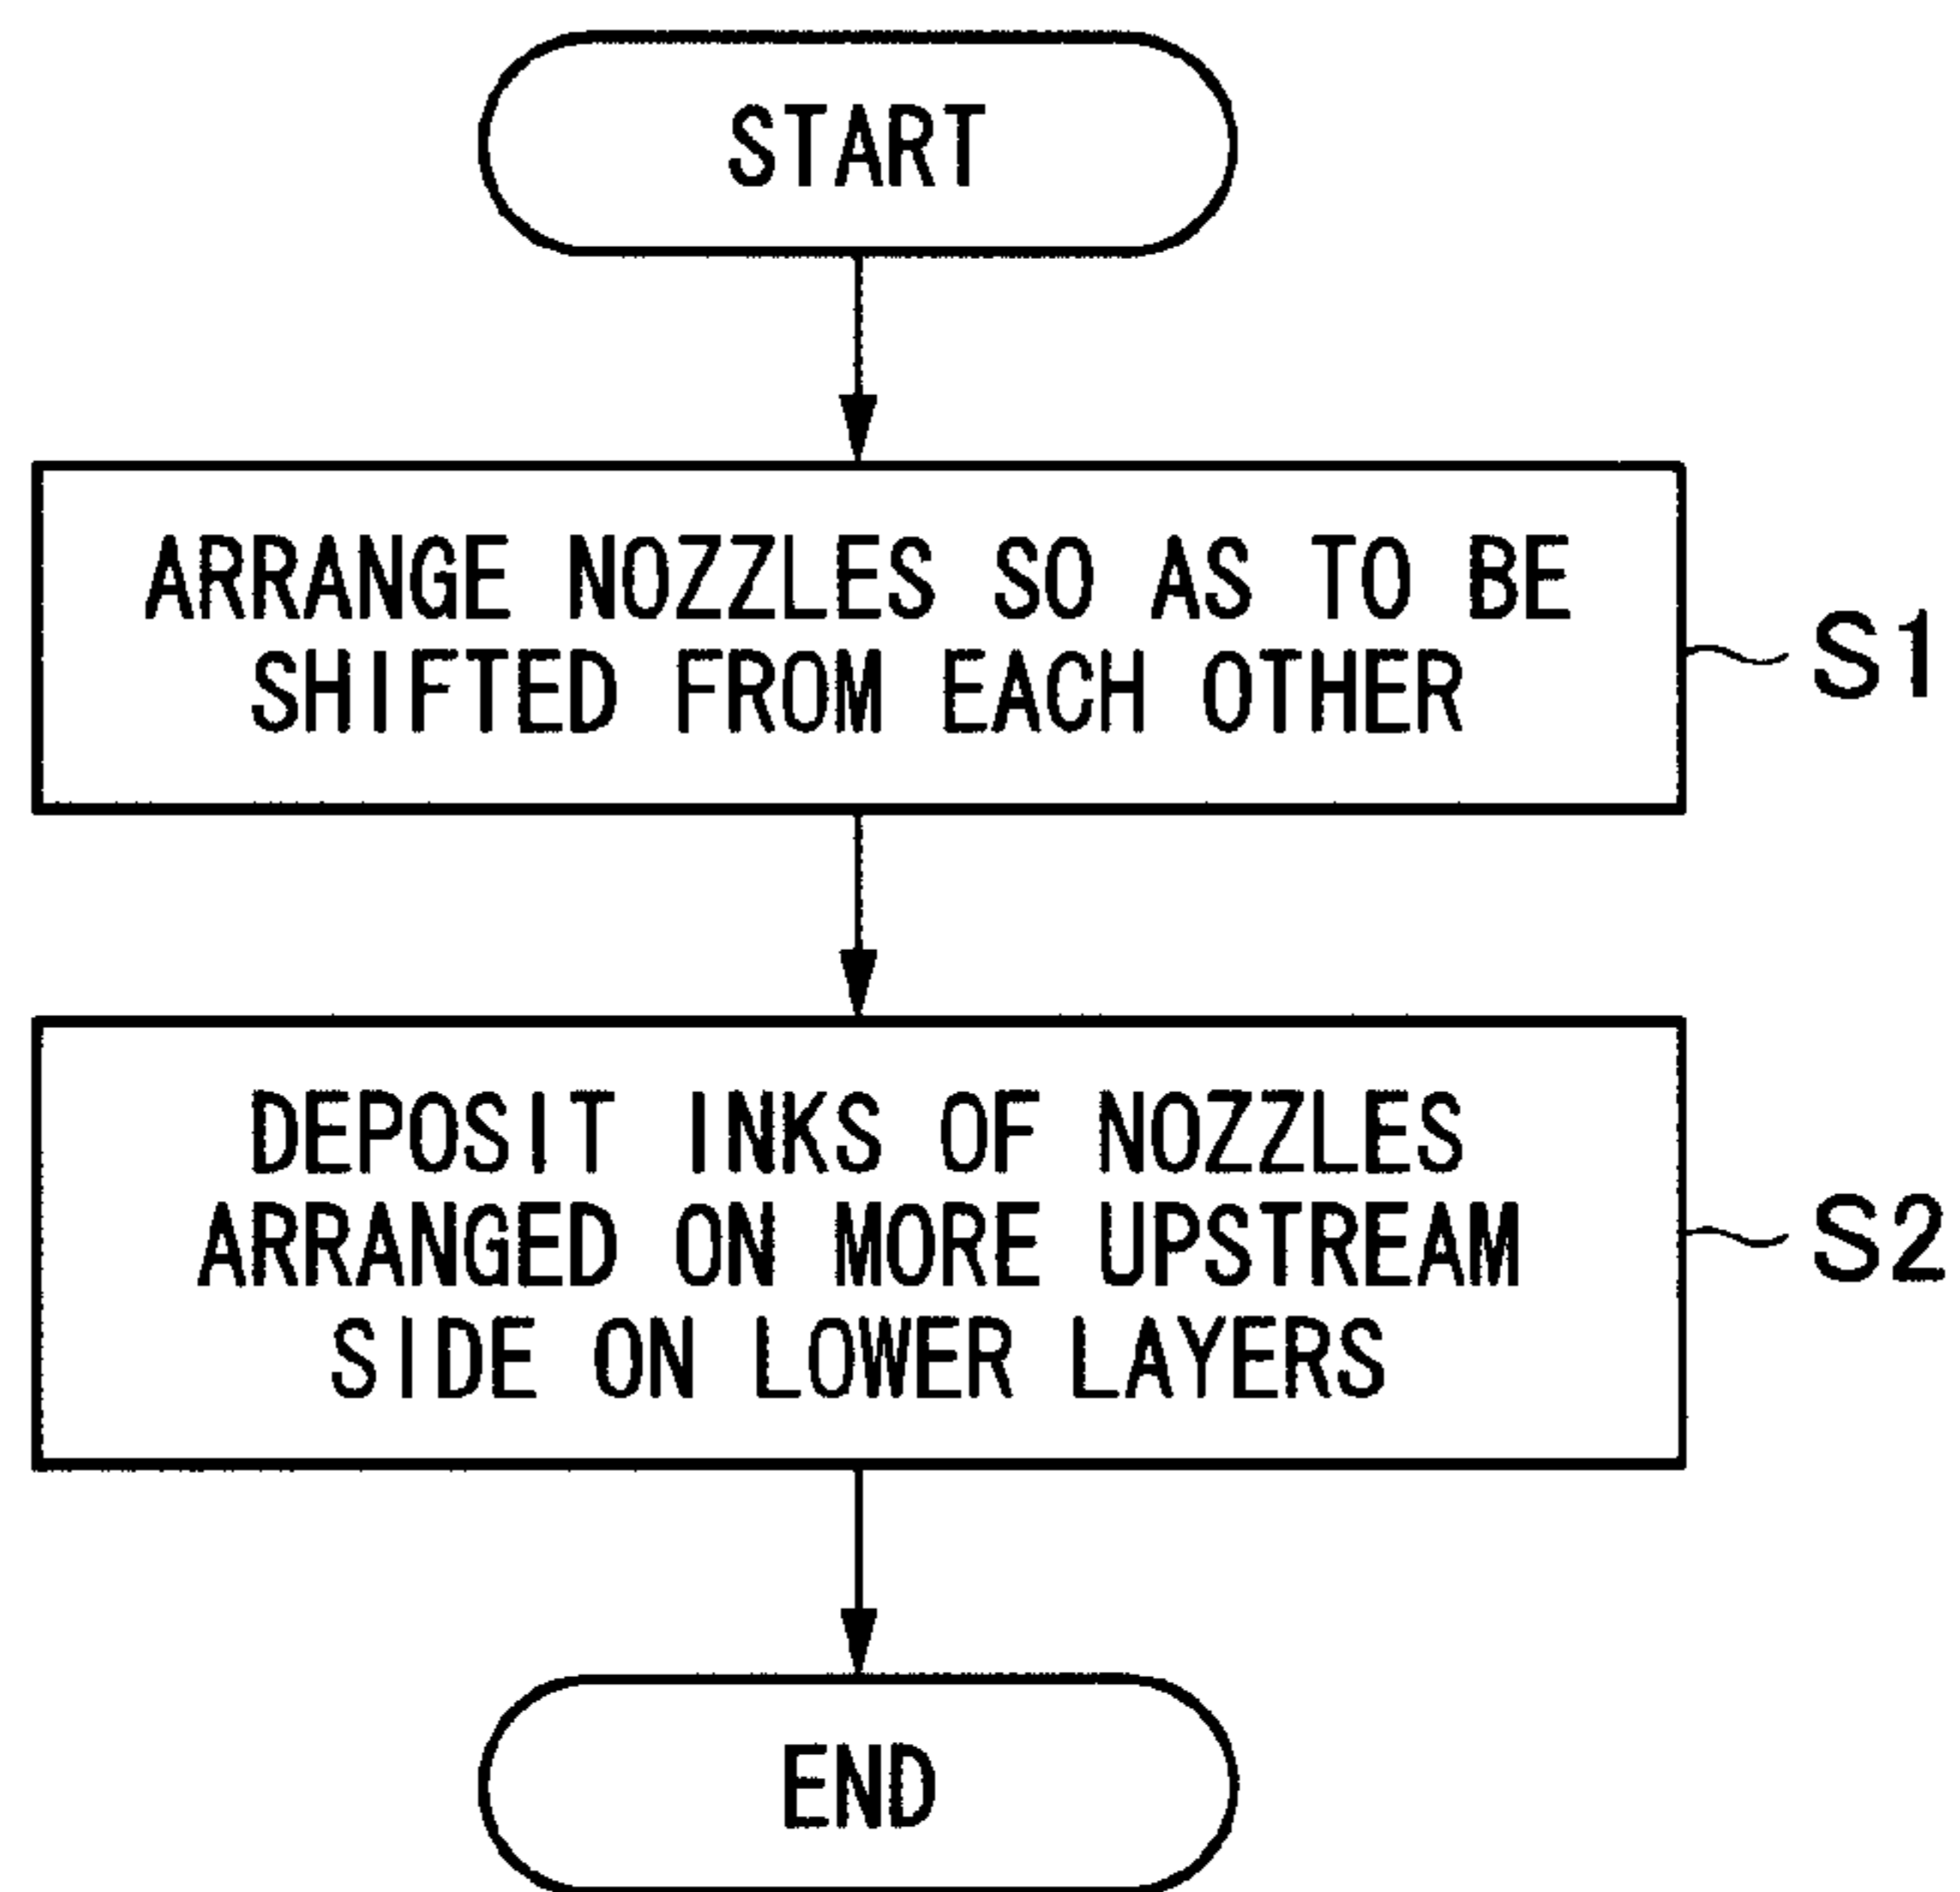 START
ARRANGE NOZZLES SO AS TO BE
SHIFTED FROM EACH OTHER
S1
DEPOSIT INKS OF NOZZLES
ARRANGED ON MORE UPSTREAM
SIDE ON LOWER LAYERS
S2
END